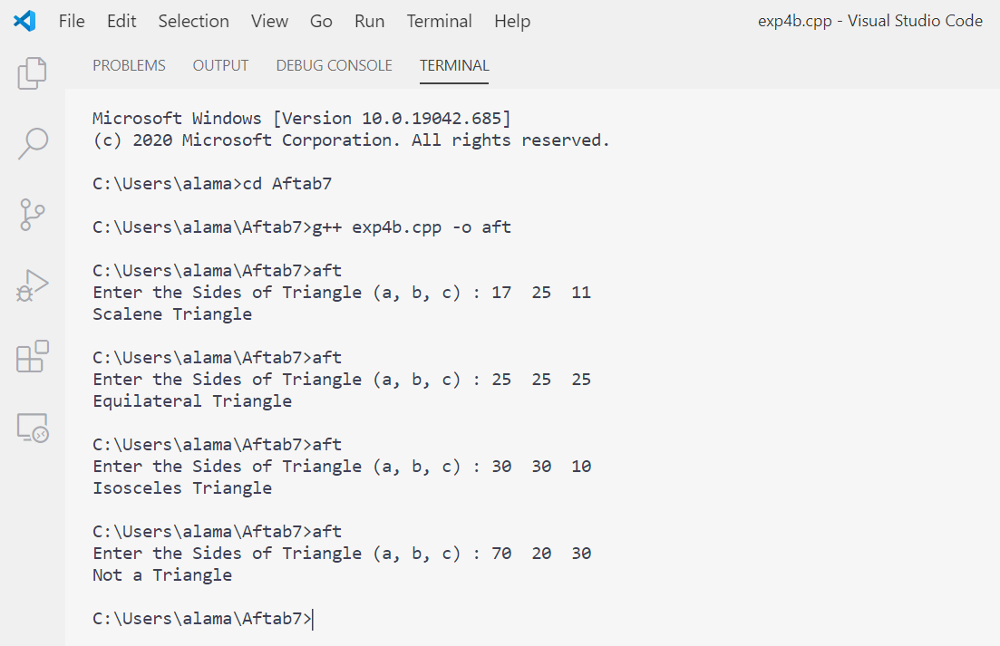 File Edit Selection View Go Run Terminal Help exp4b.cpp - Visual Studio Code
PROBLEMS OUTPUT DEBUG CONSOLE TERMINAL
Microsoft Windows [Version 10.0.19042.685]
(c) 2020 Microsoft Corporation. All rights reserved.
C:\Users\alama>cd Aftab7
C:\Users\alama\Aftab7>g++ exp4b.cpp -o aft
C:\Users\alama\Aftab7>aft
Enter the Sides of Triangle (a, b, c) : 17  25  11
Scalene Triangle
C:\Users\alama\Aftab7>aft
Enter the Sides of Triangle (a, b, c) : 25  25  25
Equilateral Triangle
C:\Users\alama\Aftab7>aft
Enter the Sides of Triangle (a, b, c) : 30  30  10
Isosceles Triangle
C:\Users\alama\Aftab7>aft
Enter the Sides of Triangle (a, b, c) : 70  20  30
Not a Triangle
C:\Users\alama\Aftab7>